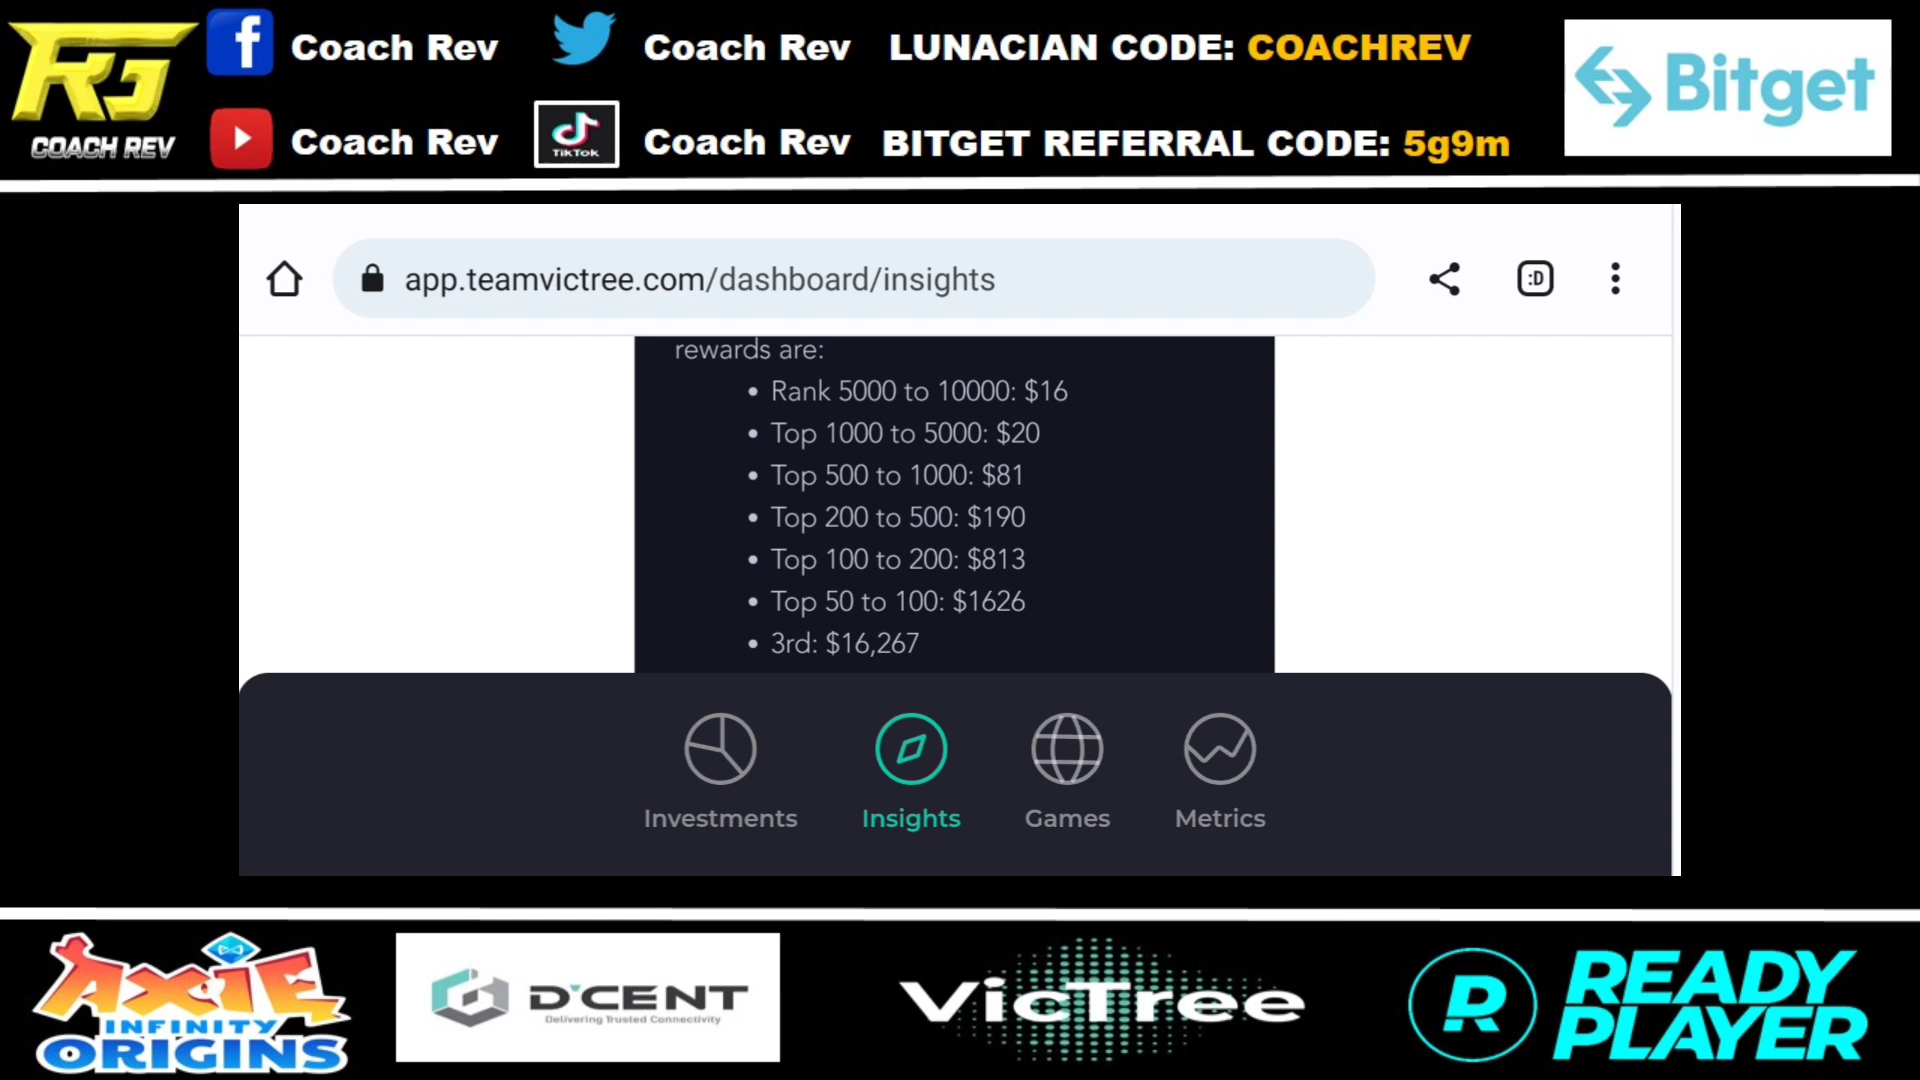 RG
COACH REV
f Coach Rev
Coach Rev
LUNACIAN CODE: COACHREV
Bitget
Coach Rev
TikTok
Coach Rev
BITGET REFERRAL CODE: 5g9m
app.teamvictree.com/dashboard/insights
:D
rewards are:
• Rank 5000 to 10000: $16
• Top 1000 to 5000: $20
• Top 500 to 1000: $81
• Top 200 to 500: $190
• Top 100 to 200: $813
• Top 50 to 100: $1626
• 3rd: $16,267
Investments
Insights
Games
Metrics
AXIE
INFINITY
ORIGINS
D'CENT
Delivering Trusted Connectivity
VicTree
R
READY
PLAYER